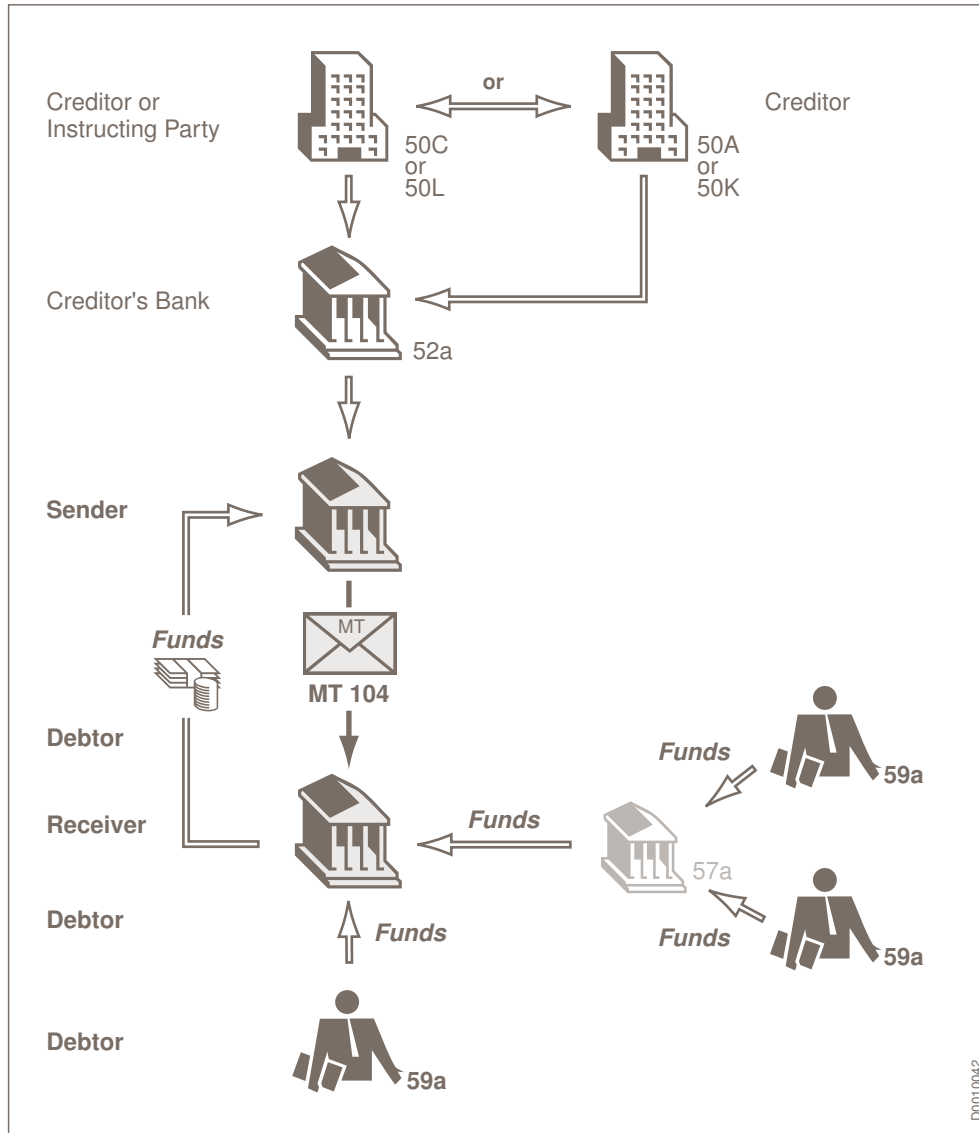 Creditor or
Instructing Party
or
Creditor
50C
or
50L
50A
or
50K
Creditor's Bank
52a
Sender
MT
Funds
MT 104
Debtor
Funds
59a
Receiver
Funds
57a
Debtor
Funds
Funds
59a
Debtor
59a
D0010042